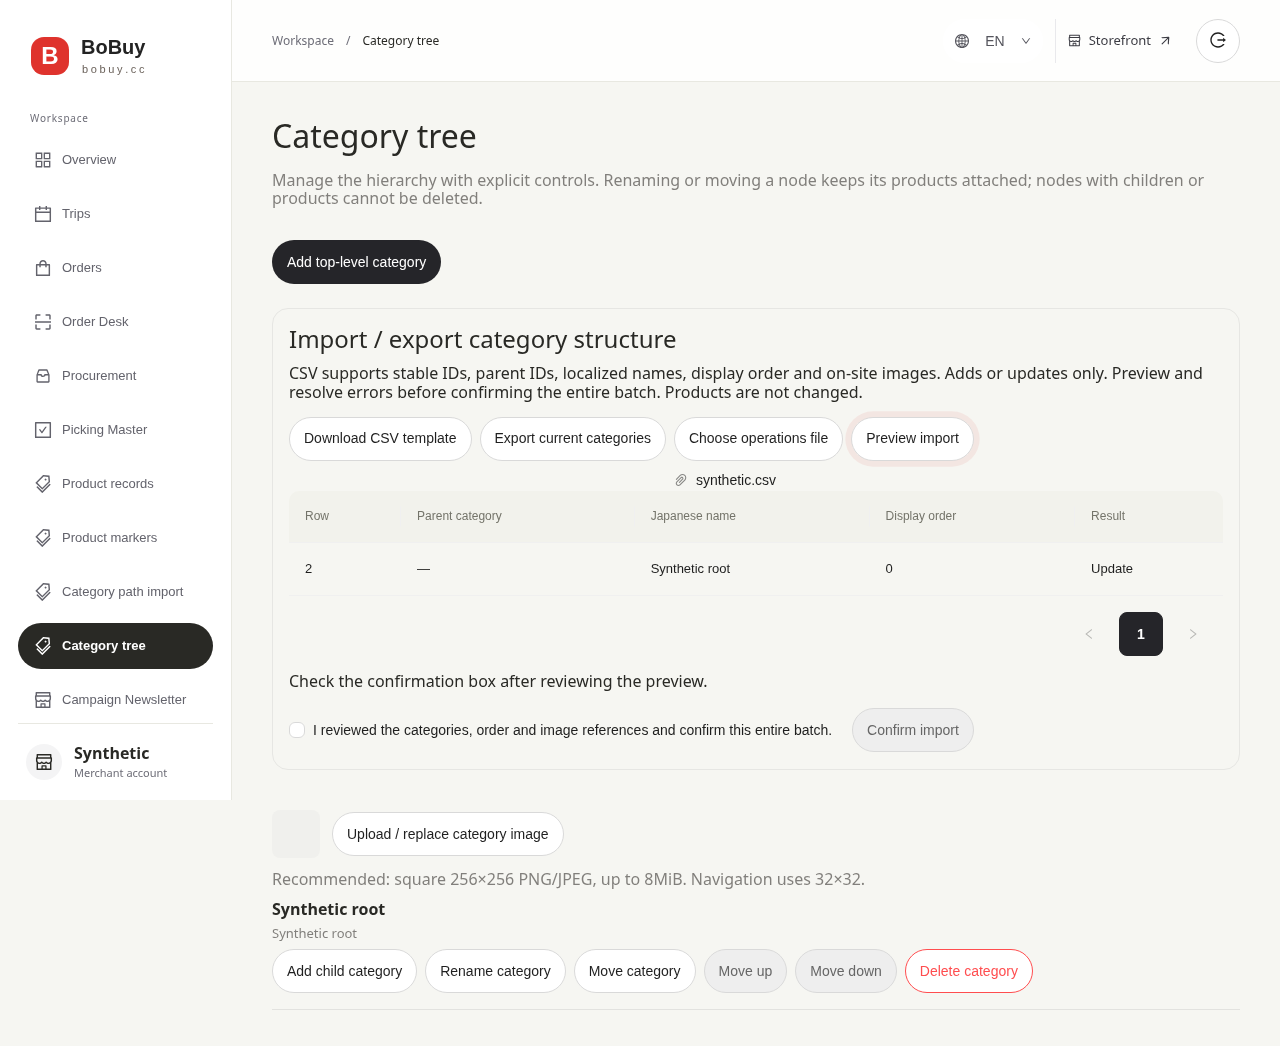 B
BoBuy
bobuy.cc
Workspace
Overview
Trips
Orders
Order Desk
Procurement
Picking Master
Product records
Product markers
Category path import
Category tree
Campaign Newsletter
Synthetic
Merchant account
Workspace / Category tree
EN
Storefront
Category tree
Manage the hierarchy with explicit controls. Renaming or moving a node keeps its products attached; nodes with children or
products cannot be deleted.
Add top-level category
Import / export category structure
CSV supports stable IDs, parent IDs, localized names, display order and on-site images. Adds or updates only. Preview and
resolve errors before confirming the entire batch. Products are not changed.
Download CSV template Export current categories Choose operations file Preview import
synthetic.csv
Row Parent category Japanese name Display order Result
2 — Synthetic root 0 Update
1
Check the confirmation box after reviewing the preview.
I reviewed the categories, order and image references and confirm this entire batch. Confirm import
Upload / replace category image
Recommended: square 256×256 PNG/JPEG, up to 8MiB. Navigation uses 32×32.
Synthetic root
Synthetic root
Add child category Rename category Move category Move up Move down Delete category